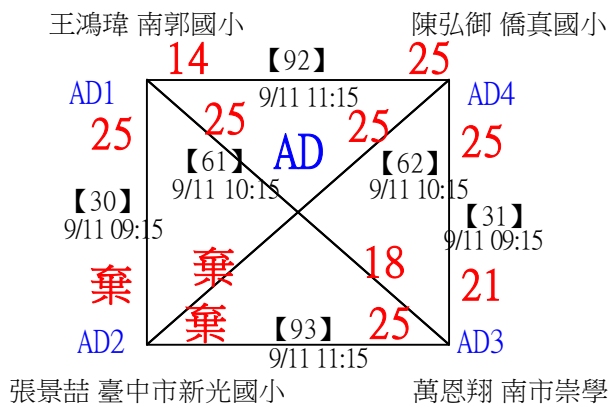 王鴻瑋 南郭國小
陳弘御 僑真國小
14
【92】
25
AD1
9/11 11:15
AD4
25
25
AD
25
25
【61】
9/11 10:15
【62】
9/11 10:15
【30】
9/11 09:15
【31】
9/11 09:15
棄
棄
18
21
棄
25
AD2
【93】
9/11 11:15
AD3
張景喆 臺中市新光國小
萬恩翔 南市崇學